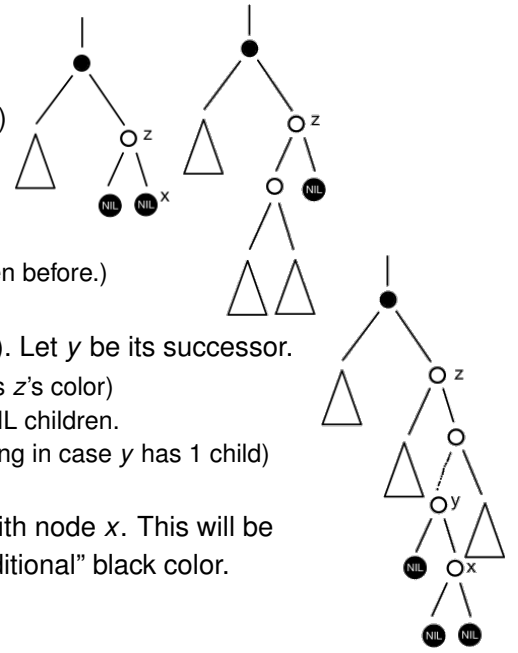 z
z
)
NIL
NIL
x
NIL
n before.)
). Let y be its successor.
s z's color)
z
IL children.
ng in case y has 1 child)
y
ith node x. This will be
NIL
x
ditional" black color.
NIL
NIL